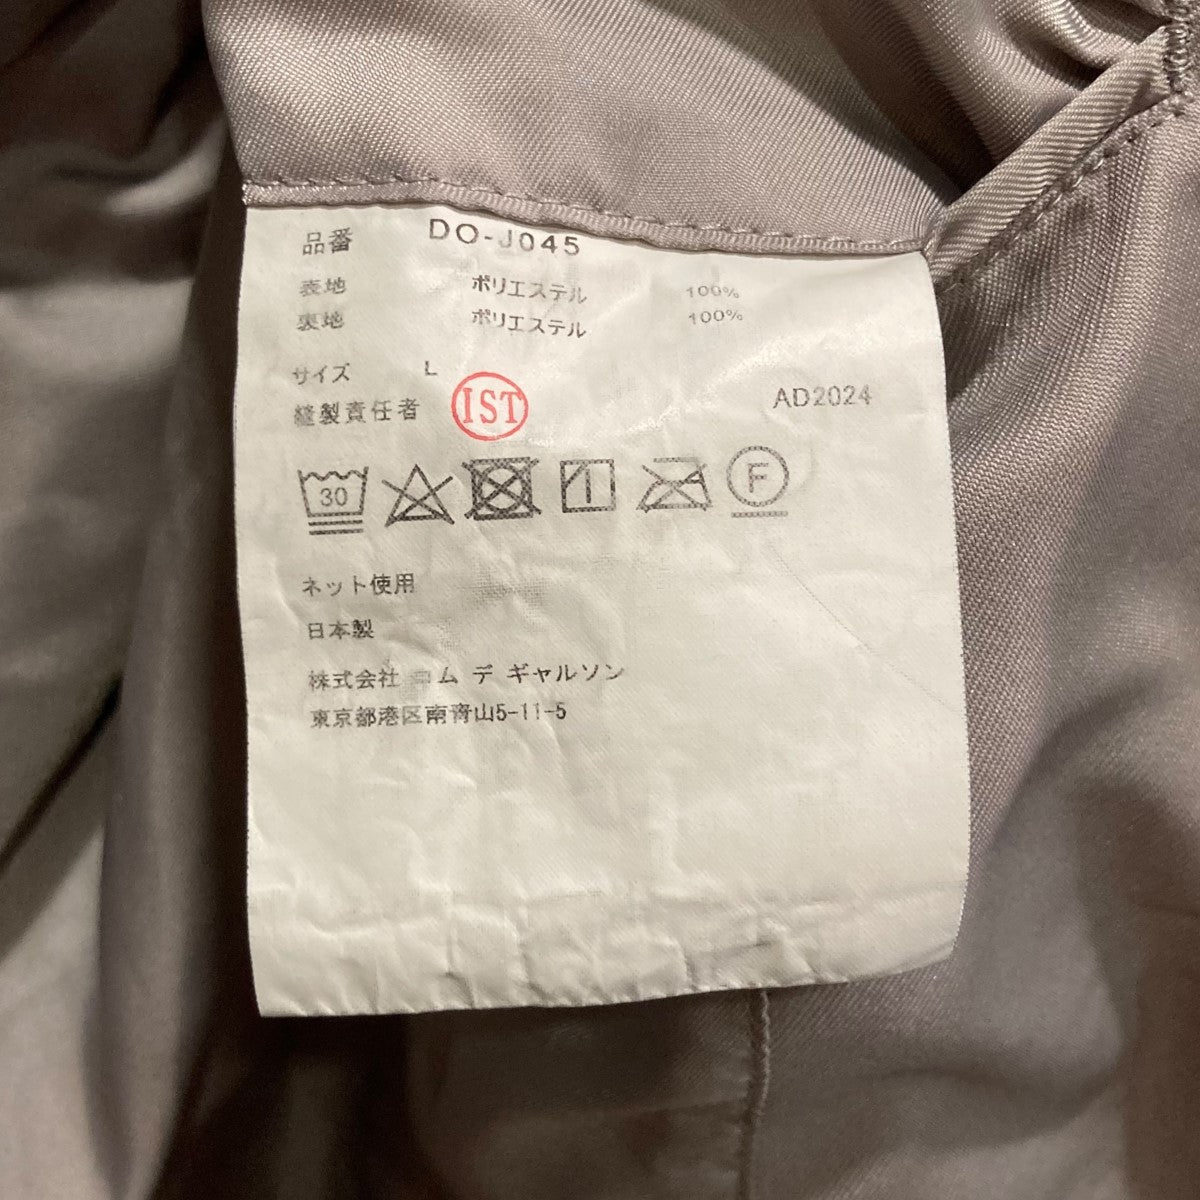 品番 DO-J045
表地 ポリエステル 100%
裏地 ポリエステル 100%
サイズ L
縫製責任者 IST AD2024
30 F
ネット使用
日本製
株式会社 コム デ ギャルソン
東京都港区南青山5-11-5